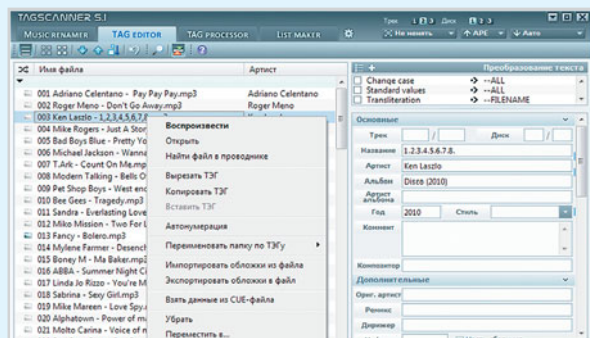 TAGSCANNER 5.1
Трек 1 2 3 Диск 0 1 3
MUSIC RENAMER TAG EDITOR TAG PROCESSOR LIST MAKER Не менять APE Авто
Имя файла Артист
Преобразование текста
Change case --ALL
Standard values --ALL
Transliteration --FILENAME
001 Adriano Celentano - Pay Pay Pay.mp3 Adriano Celentano
002 Roger Meno - Don't Go Away.mp3 Roger Meno
003 Ken Laszlo - 1,2,3,4,5,6,7,8
004 Mike Rogers - Just A Stor
005 Bad Boys Blue - Pretty Yo
006 Michael Jackson - Wanna
007 T.Ark - Count On Me.mp
008 Modern Talking - Bells O
009 Pet Shop Boys - West end
010 Bee Gees - Tragedy.mp3
011 Sandra - Everlasting Love
012 Miko Mission - Two For L
013 Fancy - Bolero.mp3
014 Mylene Farmer - Desench
015 Boney M - Ma Baker.mp3
016 ABBA - Summer Night Ci
017 Linda Jo Rizzo - You're M
018 Sabrina - Sexy Girl.mp3
019 Mike Mareen - Love Spy.
020 Alphatown - Power of m
021 Molto Carina - Voice of n
Воспроизвести
Открыть
Найти файл в проводнике
Вырезать ТЭГ
Копировать ТЭГ
Вставить ТЭГ
Автонумерация
Переименовать папку по ТЭГу
Импортировать обложки из файла
Экспортировать обложки в файл
Взять данные из CUE-файла
Убрать
Переместить в...
Основные
Трек / Диск /
Название 1.2.3.4.5.6.7.8.
Артист Ken Laszlo
Альбом Disco (2010)
Артист альбома
Год 2010 Стиль
Коммент
Композитор
Дополнительные
Ориг. артист
Ремикс
Дирижер